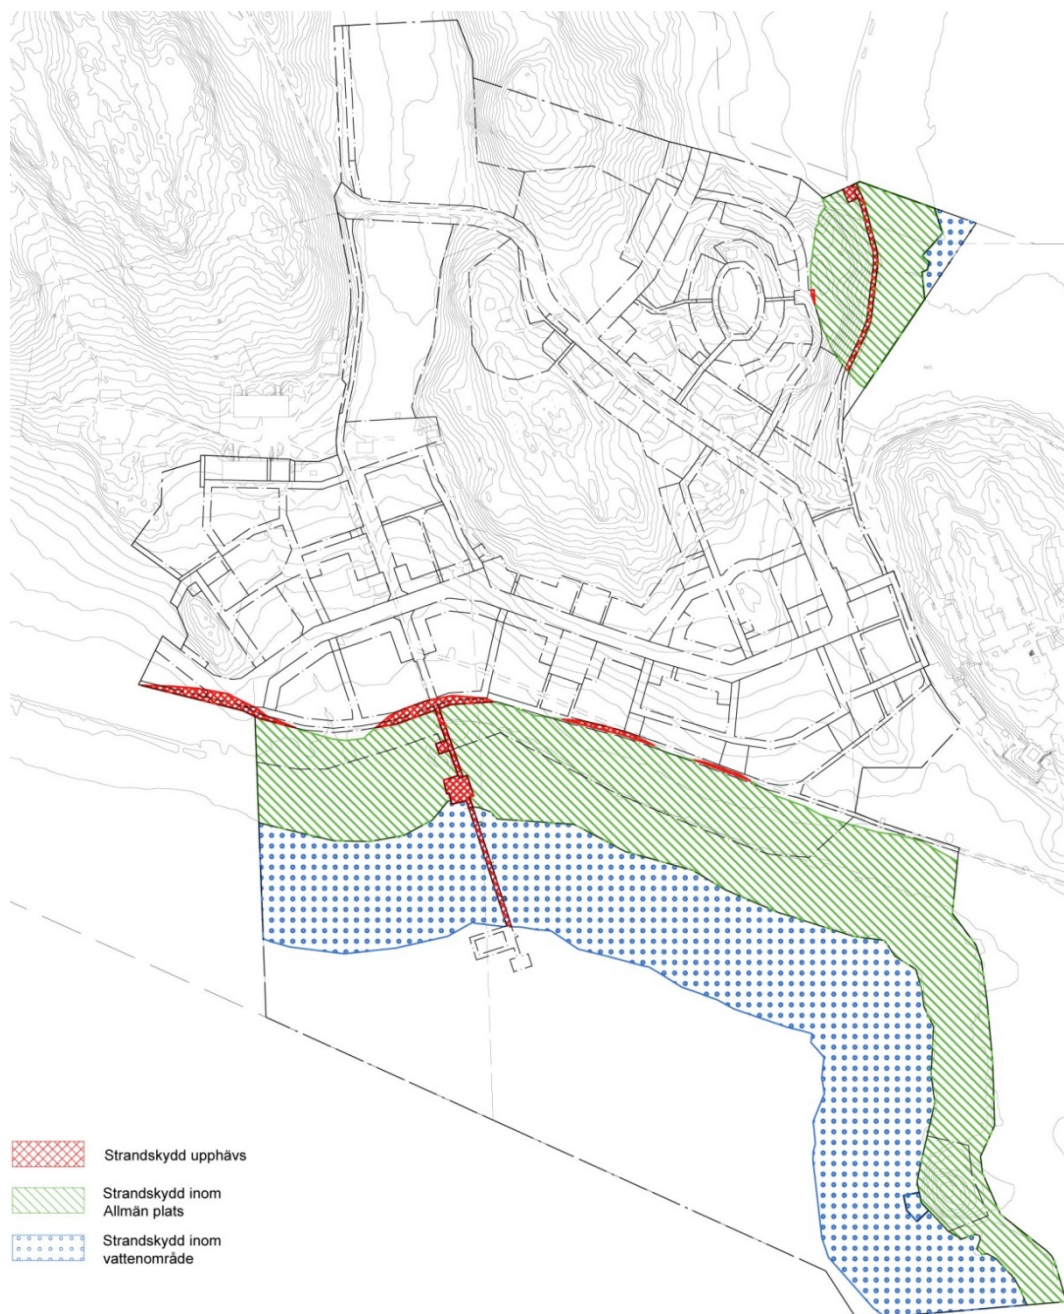 Strandskydd upphävs
Strandskydd inom
Allmän plats
Strandskydd inom
vattenområde